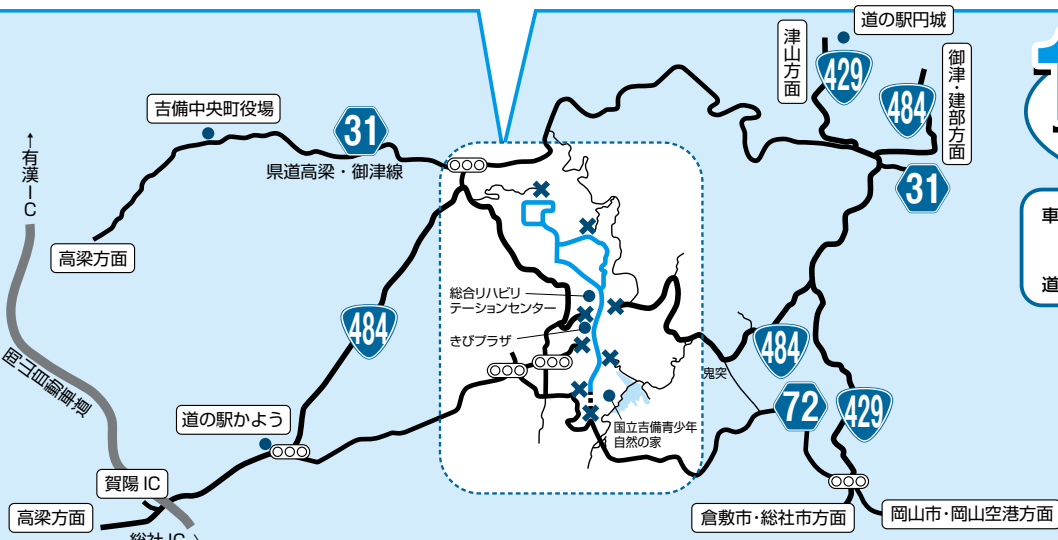 道の駅円城
津山方面
429
484
御津・建部方面
吉備中央町役場
31
県道高梁・御津線
←有漢IC
31
高梁方面
総合リハビリ
テーションセンター
きびプラザ
484
484
鬼突
岡山自動車道
道の駅かよう
72
429
国立吉備青少年
自然の家
賀陽IC
高梁方面
倉敷市・総社市方面
岡山市・岡山空港方面
車
道